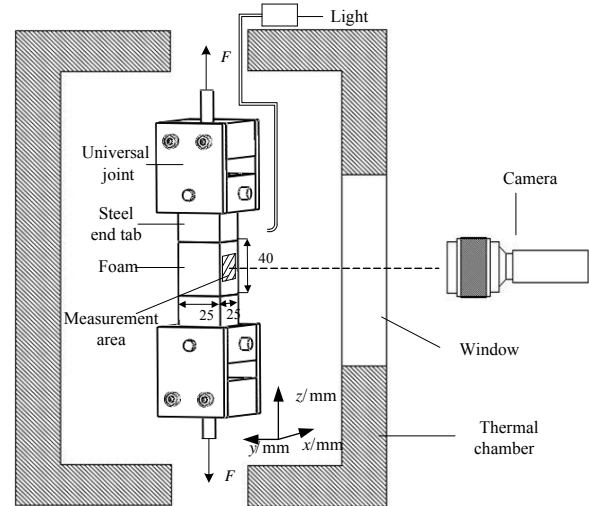 Light
F
Universal
joint
Camera
Steel
end tab
Foam
40
25
25
Measurement
area
Window
z/mm
y/mm
x/mm
Thermal
chamber
F